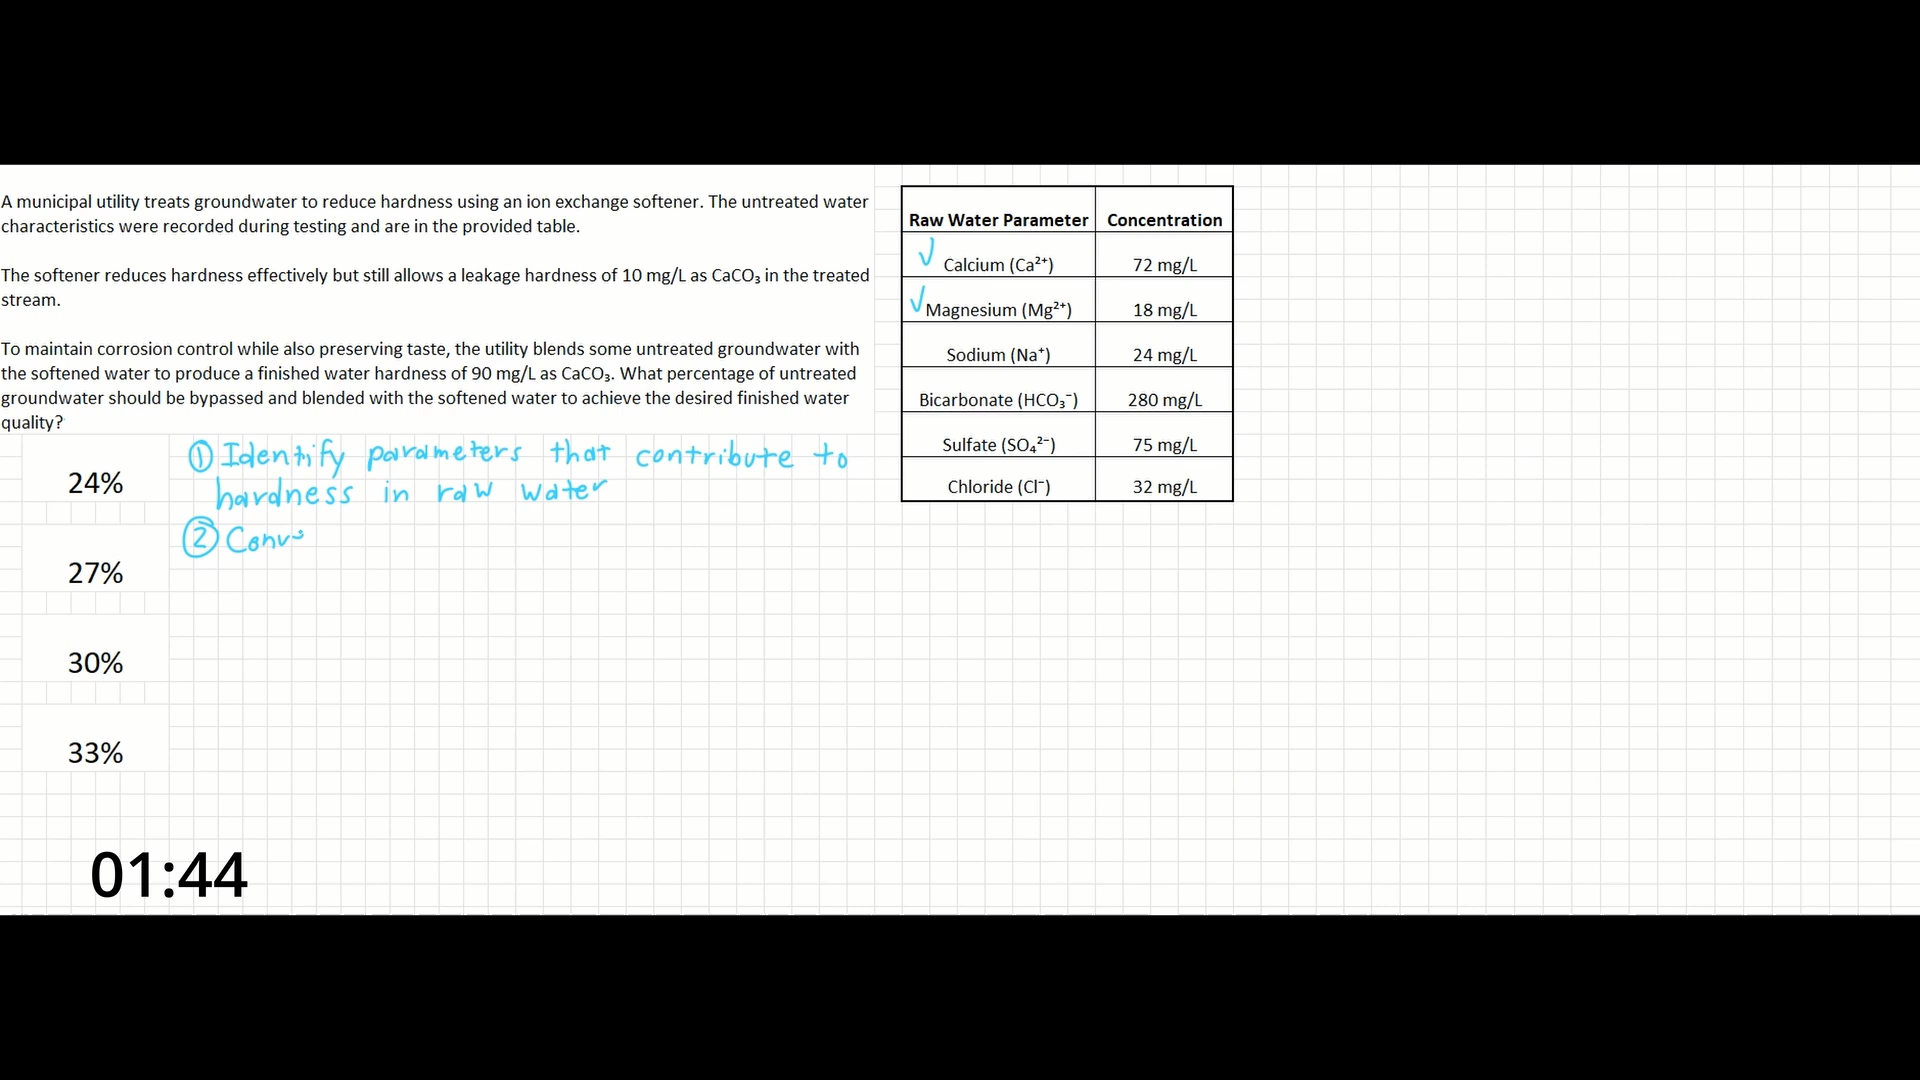 A municipal utility treats groundwater to reduce hardness using an ion exchange softener. The untreated water
characteristics were recorded during testing and are in the provided table.
The softener reduces hardness effectively but still allows a leakage hardness of 10 mg/L as CaCO₃ in the treated
stream.
To maintain corrosion control while also preserving taste, the utility blends some untreated groundwater with
the softened water to produce a finished water hardness of 90 mg/L as CaCO₃. What percentage of untreated
groundwater should be bypassed and blended with the softened water to achieve the desired finished water
quality?
24%
27%
30%
33%
① Identify parameters that contribute to
hardness in raw water
② Conv
Raw Water Parameter Concentration
✓ Calcium (Ca²⁺) 72 mg/L
✓ Magnesium (Mg²⁺) 18 mg/L
Sodium (Na⁺) 24 mg/L
Bicarbonate (HCO₃⁻) 280 mg/L
Sulfate (SO₄²⁻) 75 mg/L
Chloride (Cl⁻) 32 mg/L
01:44